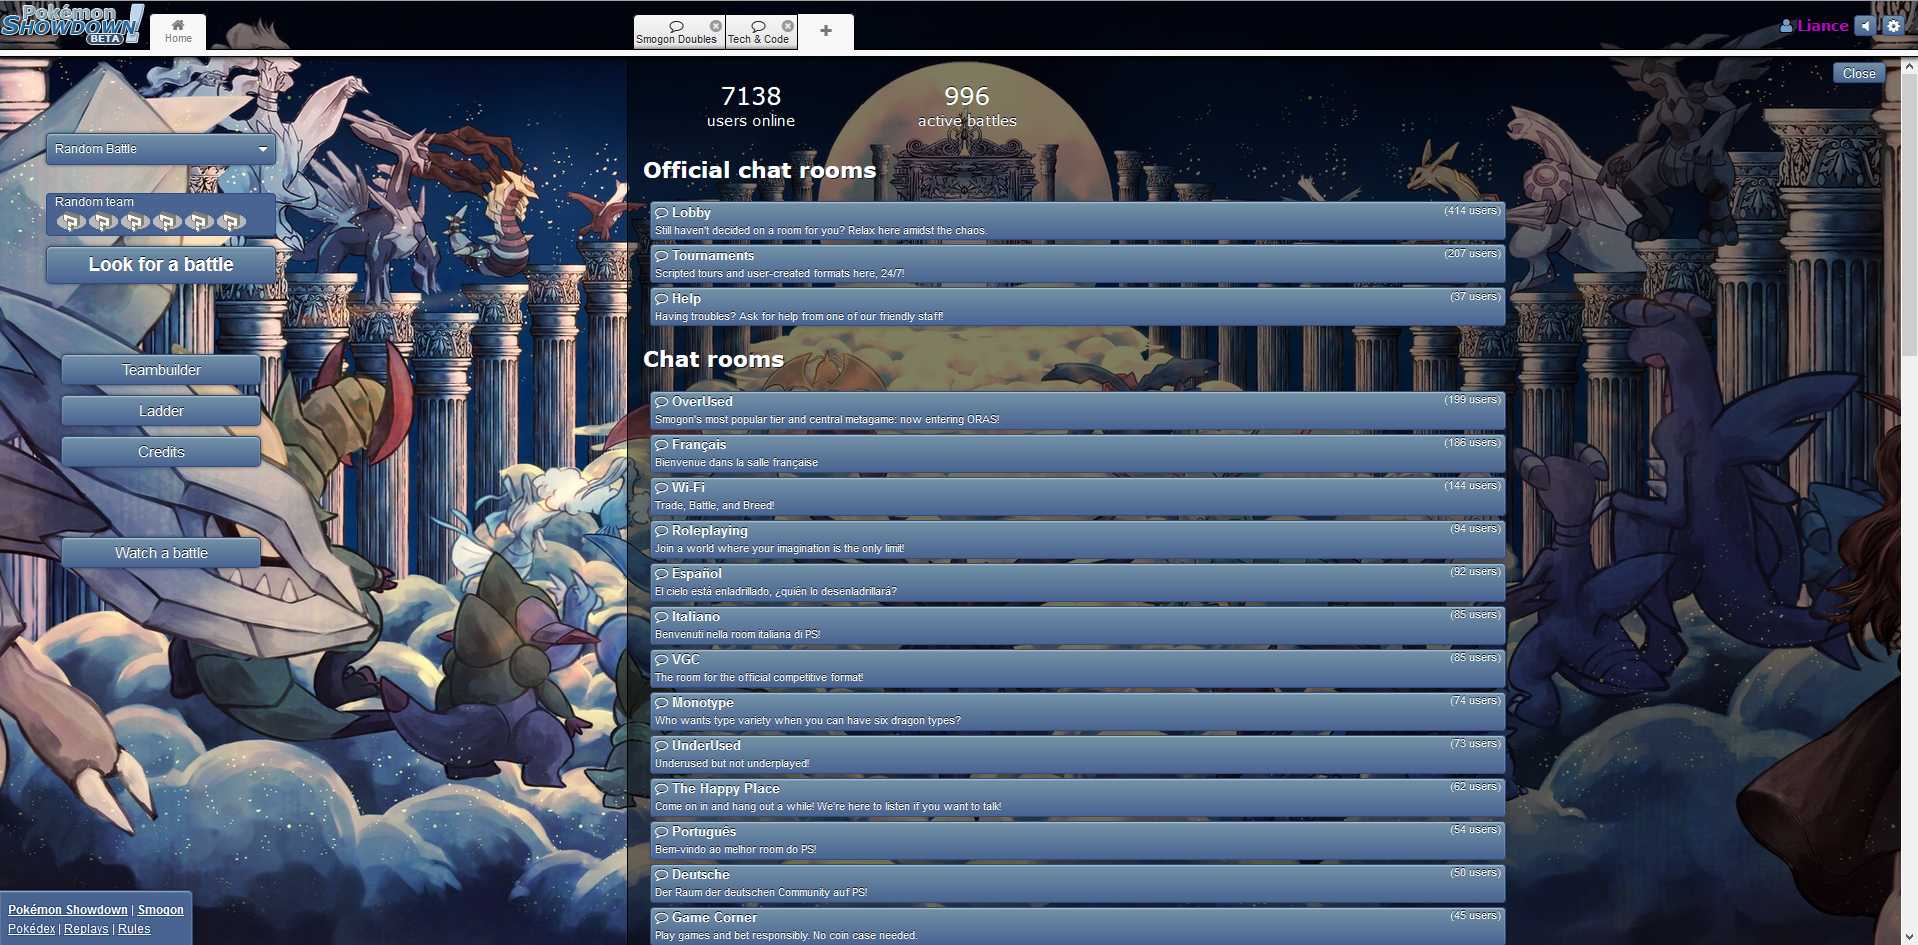 Pokémon
SHOWDOWN!
BETA
Home
Smogon Doubles
Tech & Code
Liance
Close
Random Battle
Random team
Look for a battle
Teambuilder
Ladder
Credits
Watch a battle
Pokémon Showdown | Smogon
Pokédex | Replays | Rules
7138
users online
996
active battles
Official chat rooms
Lobby
(414 users)
Still haven't decided on a room for you? Relax here amidst the chaos.
Tournaments
(207 users)
Scripted tours and user-created formats here, 24/7!
Help
(37 users)
Having troubles? Ask for help from one of our friendly staff!
Chat rooms
OverUsed
(199 users)
Smogon's most popular tier and central metagame: now entering ORAS!
Français
(186 users)
Bienvenue dans la salle française
Wi-Fi
(144 users)
Trade, Battle, and Breed!
Roleplaying
(94 users)
Join a world where your imagination is the only limit!
Español
(92 users)
El cielo está enladrillado, ¿quién lo desenladrillará?
Italiano
(85 users)
Benvenuti nella room italiana di PS!
VGC
(85 users)
The room for the official competitive format!
Monotype
(74 users)
Who wants type variety when you can have six dragon types?
UnderUsed
(73 users)
Underused but not underplayed!
The Happy Place
(62 users)
Come on in and hang out a while! We're here to listen if you want to talk!
Português
(54 users)
Bem-vindo ao melhor room do PS!
Deutsche
(50 users)
Der Raum der deutschen Community auf PS!
Game Corner
(45 users)
Play games and bet responsibly. No coin case needed.